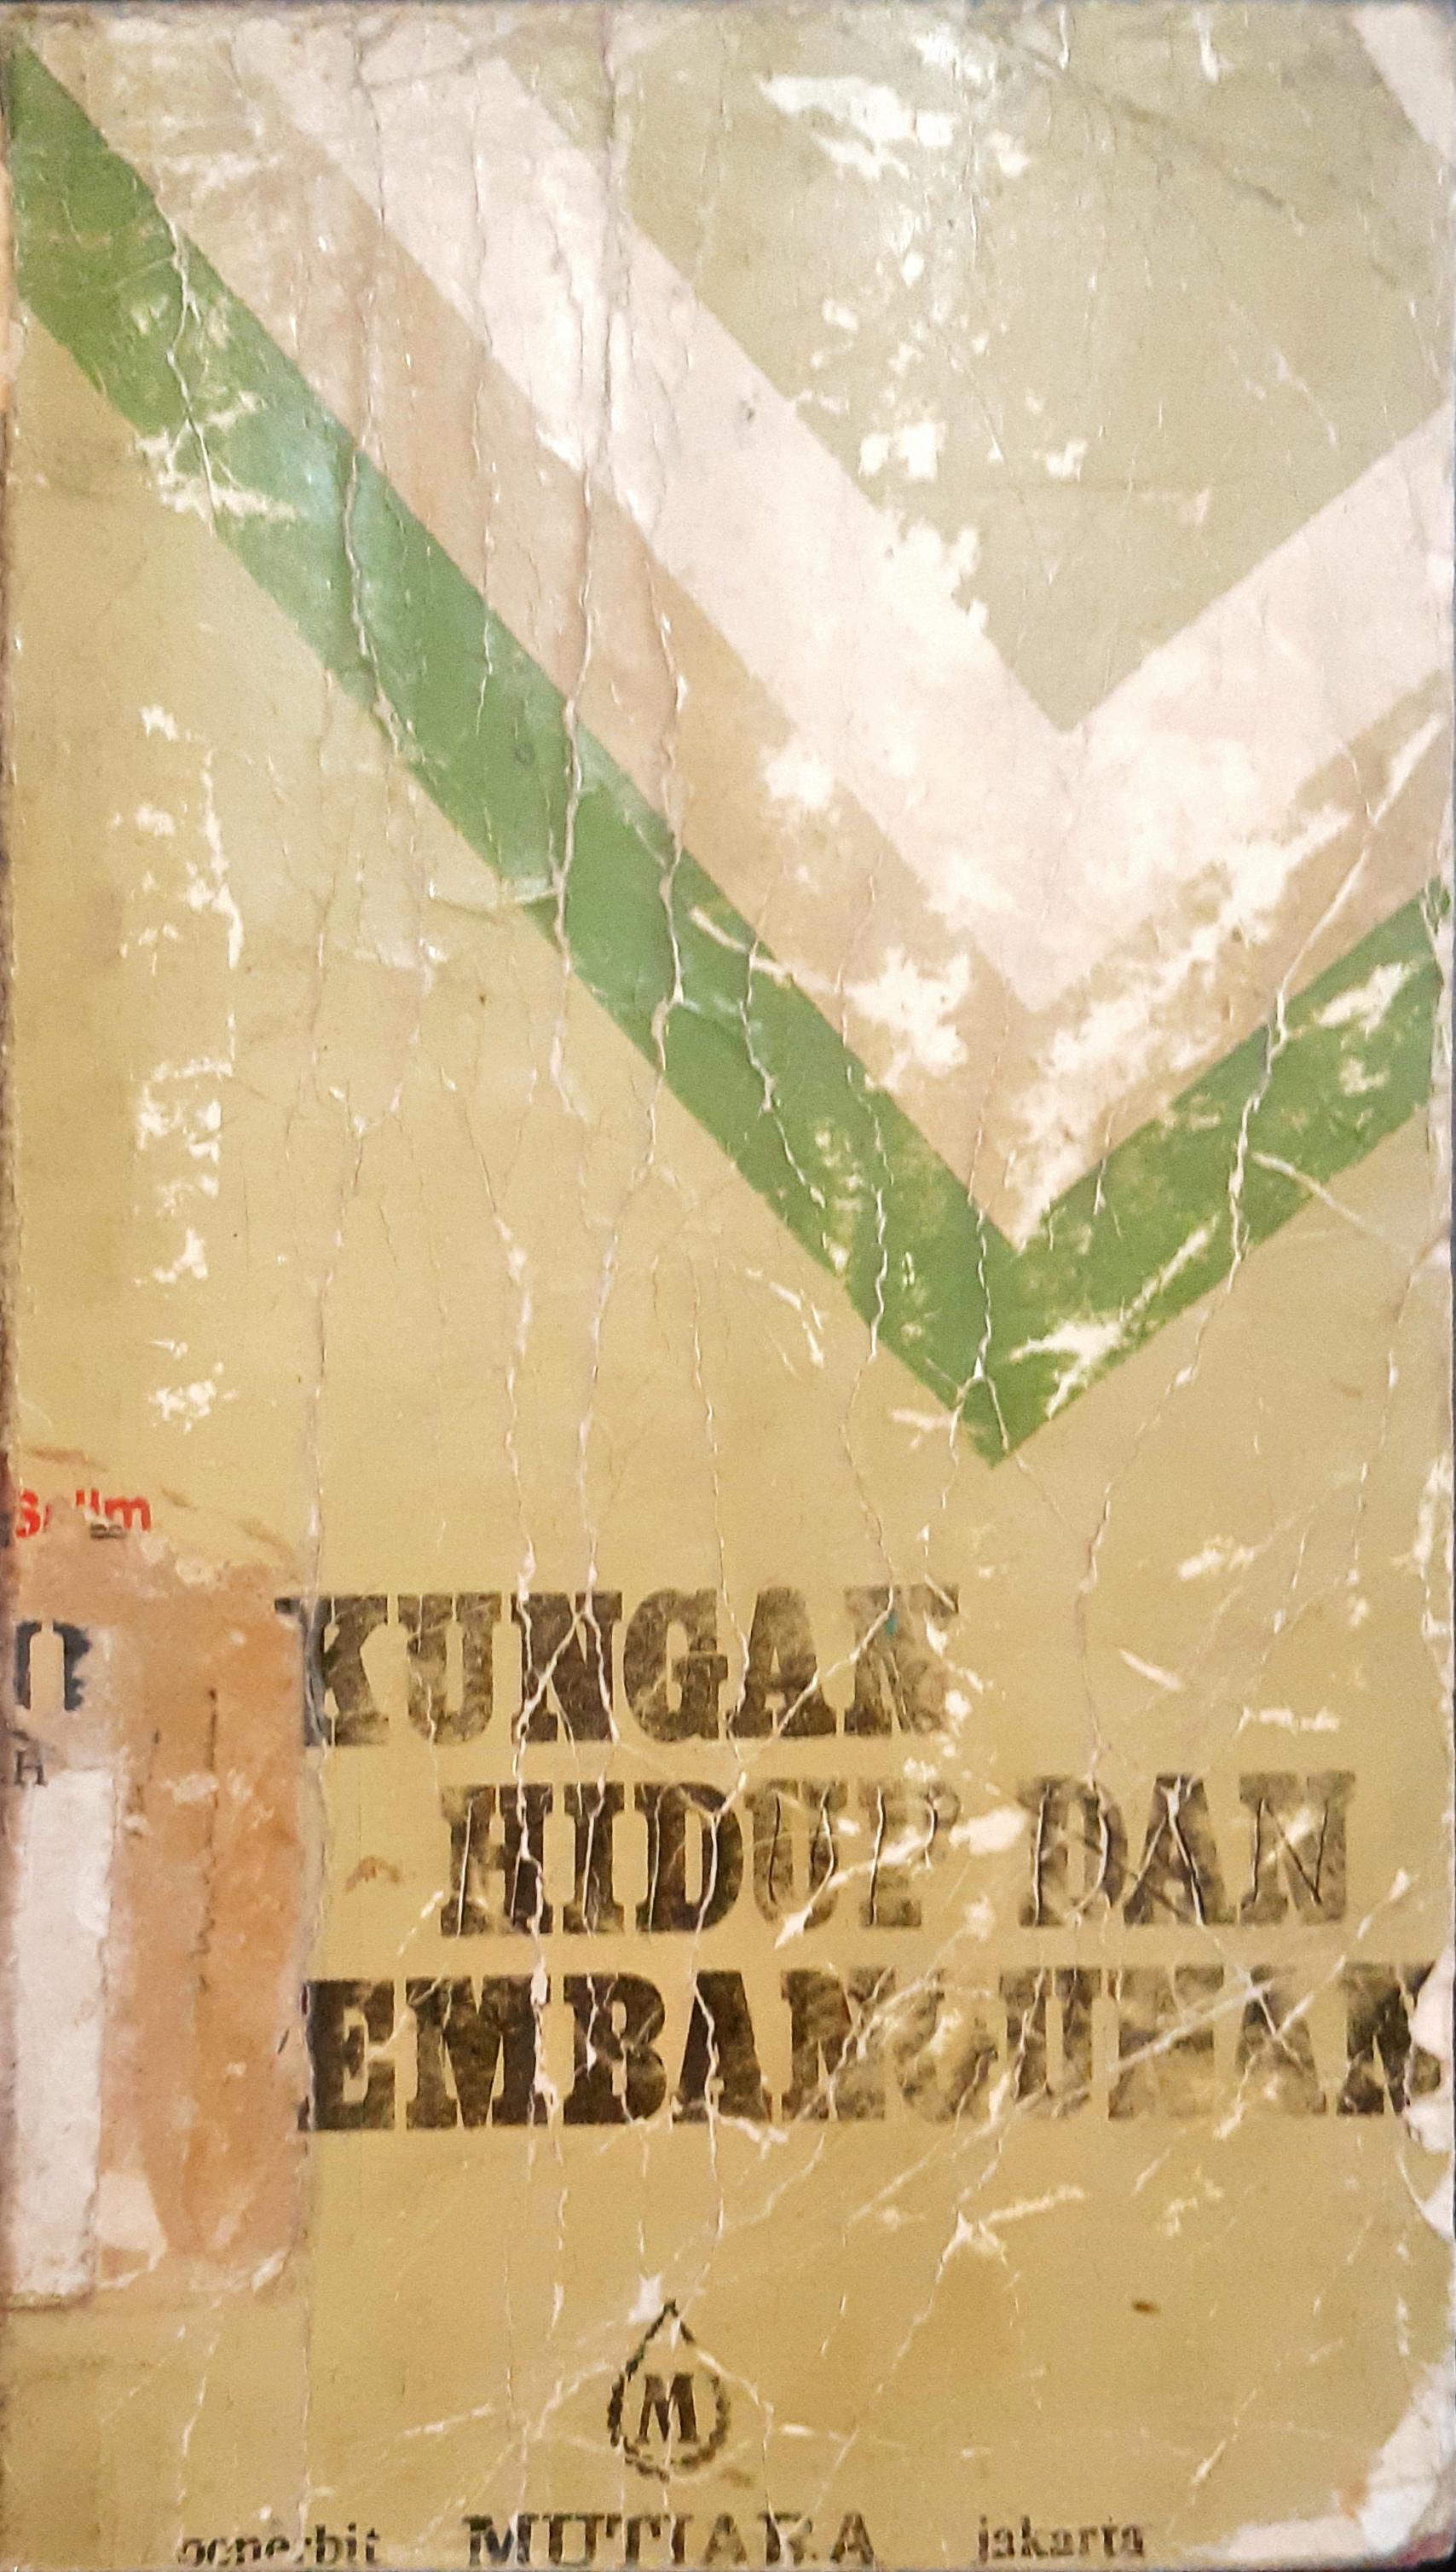 KUNGAN
HIDUP DAN
EMBANGUNAN
M
penerbit MUTIARA jakarta